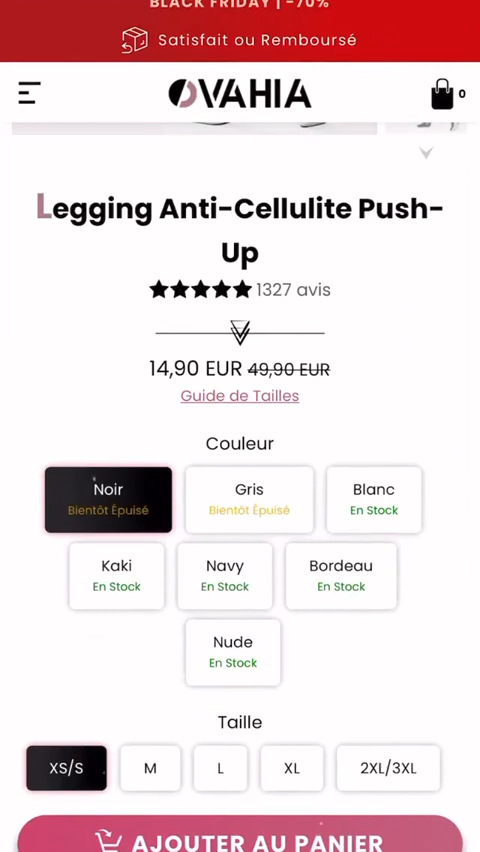 BLACK FRIDAY | -70%
Satisfait ou Remboursé
OVAHIA
0
Legging Anti-Cellulite Push-
Up
1327 avis
14,90 EUR 49,90 EUR
Guide de Tailles
Couleur
Noir Gris Blanc
Bientôt Épuisé Bientôt Épuisé En Stock
Kaki Navy Bordeau
En Stock En Stock En Stock
Nude
En Stock
Taille
XS/S M L XL 2XL/3XL
AJOUTER AU PANIER